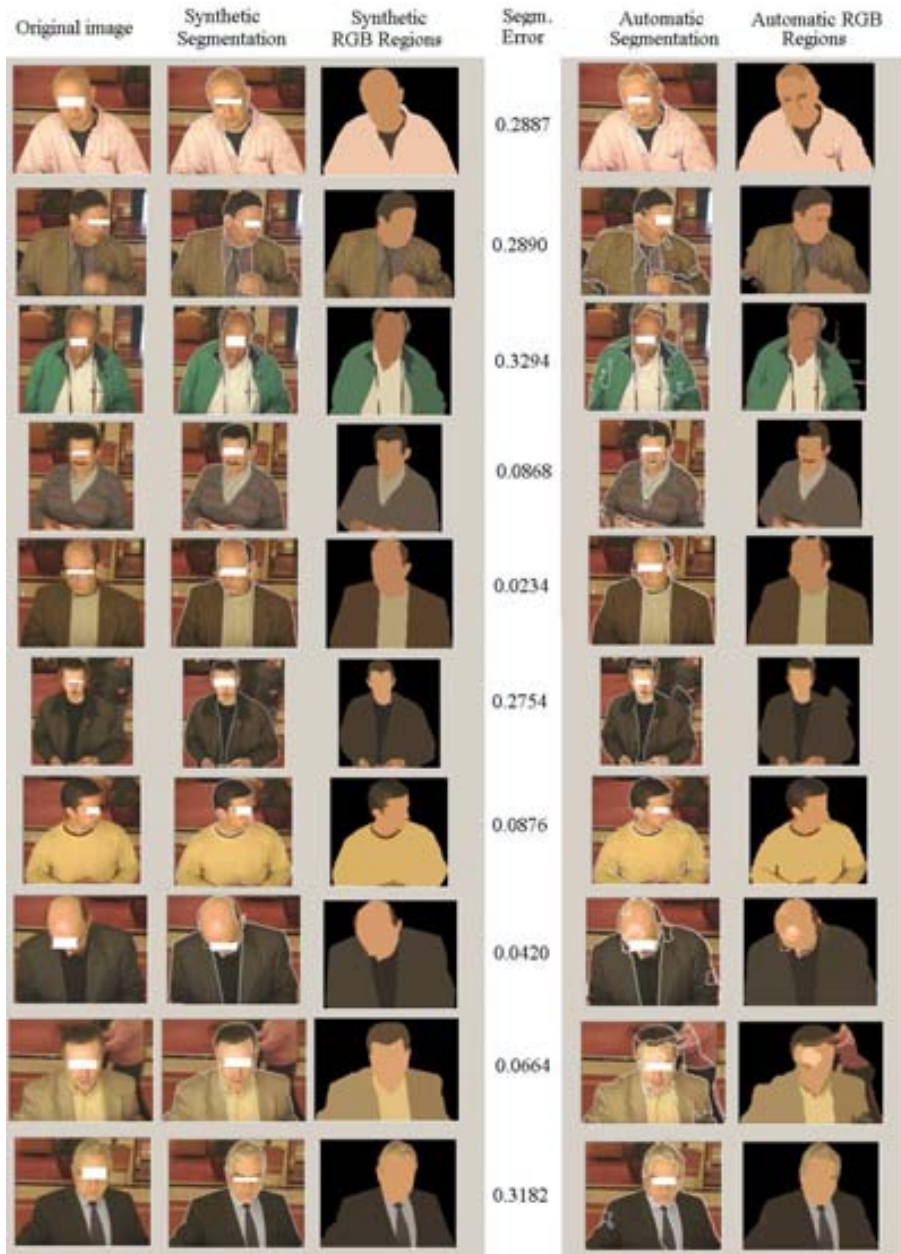 Original image
Synthetic
Segmentation
Synthetic
RGB Regions
Segm.
Error
Automatic
Segmentation
Automatic RGB
Regions
0.2887
0.2890
0.3294
0.0868
0.0234
0.2754
0.0876
0.0420
0.0664
0.3182